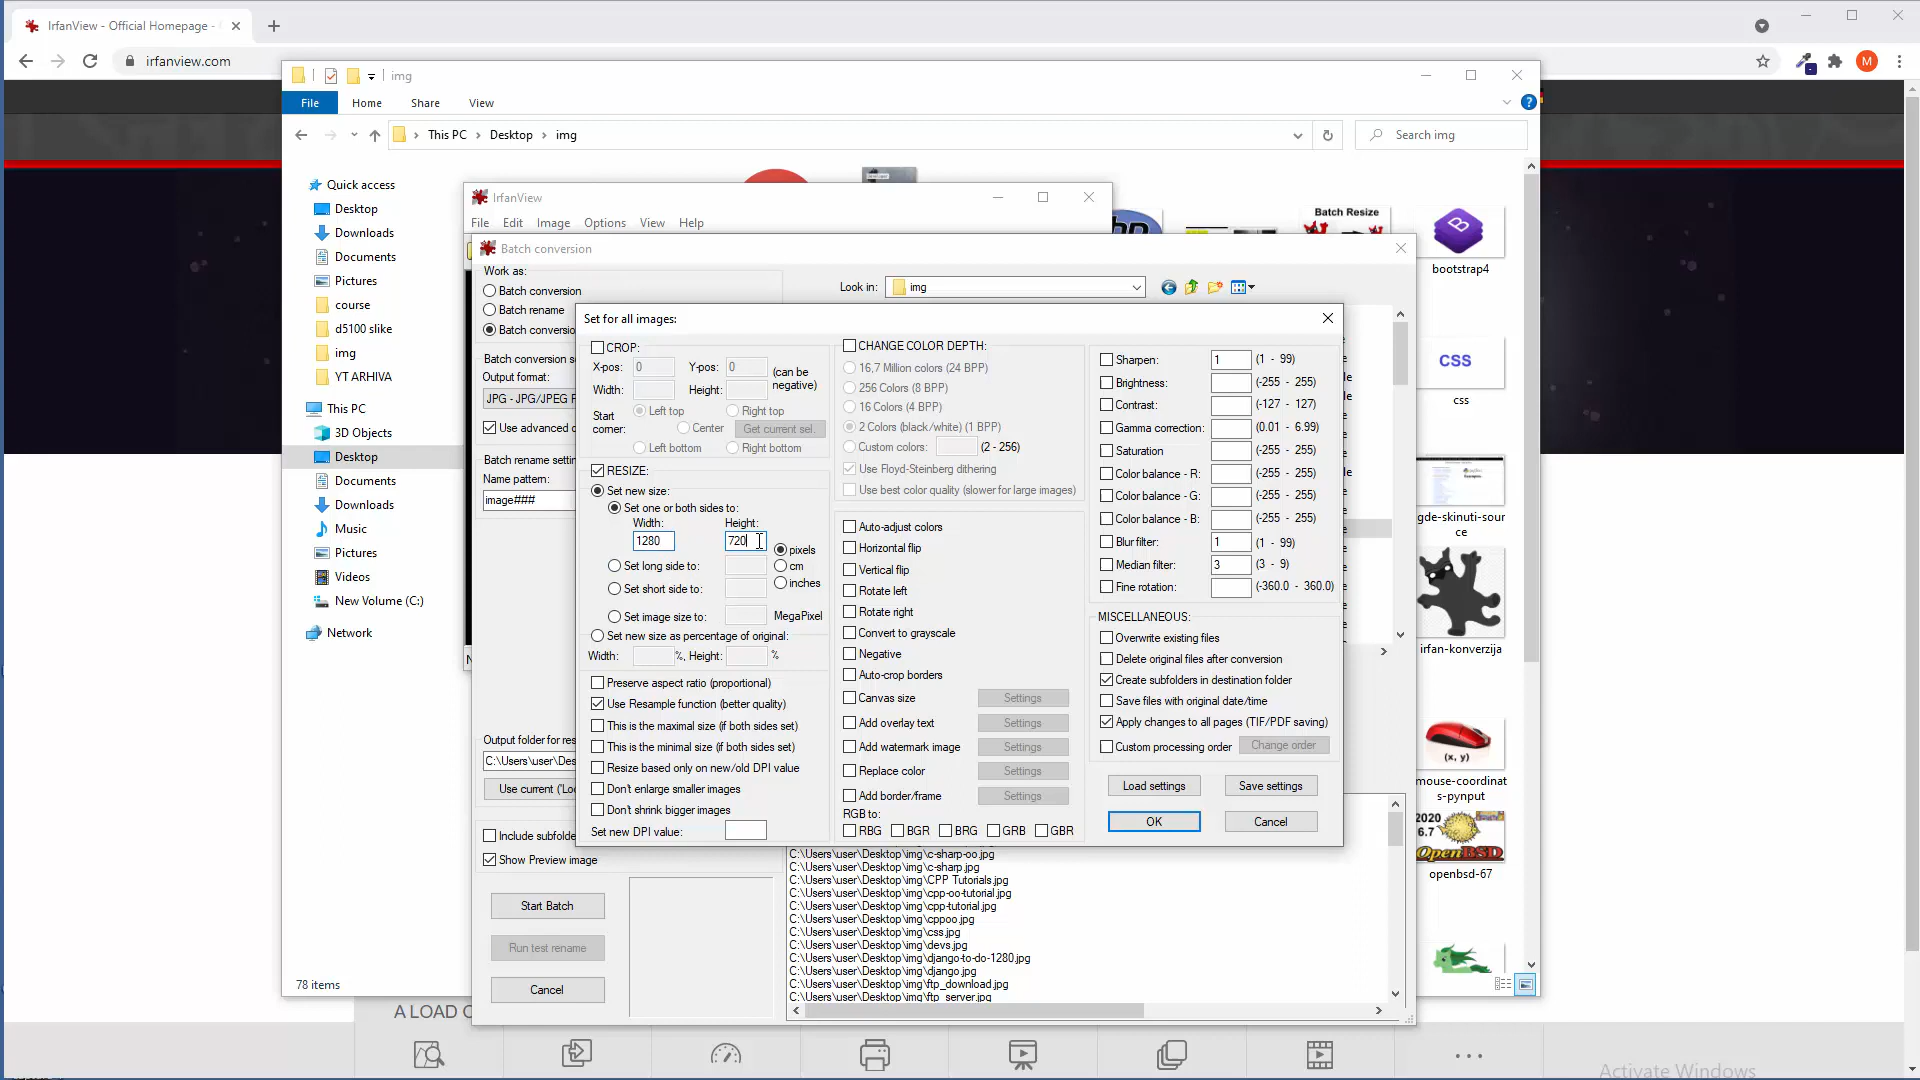 IrfanView - Official Homepage -
irfanview.com
M
img
File
Home
Share
View
This PC
Desktop
img
Search img
Quick access
Desktop
Downloads
Documents
Pictures
course
d5100 slike
img
YT ARHIVA
This PC
3D Objects
Desktop
Documents
Downloads
Music
Pictures
Videos
New Volume (C:)
Network
78 items
IrfanView
File Edit Image Options View Help
Batch Resize
bootstrap4
CSS
css
gde-skinuti-sour
ce
irfan-konverzija
(x, y)
mouse-coordinat
s-pynput
2020
6.7
OpenBSD
openbsd-67
Batch conversion
Work as:
Batch conversion
Batch rename
Batch conversio
Batch conversion s
Output format:
JPG - JPG/JPEG F
Use advanced o
Batch rename settin
Name pattern:
image###
Look in:
img
Output folder for res
C:\Users\user\Des
Use current ('Loo
Include subfolde
Show Preview image
Start Batch
Run test rename
Cancel
Set for all images:
CROP:
X-pos: 0 Y-pos: 0 (can be
negative)
Width: Height:
Start
corner:
Left top
Right top
Center
Get current sel.
Left bottom
Right bottom
RESIZE:
Set new size:
Set one or both sides to:
Width: Height:
1280 720
pixels
cm
inches
Set long side to:
Set short side to:
Set image size to: MegaPixel
Set new size as percentage of original:
Width: %, Height: %
Preserve aspect ratio (proportional)
Use Resample function (better quality)
This is the maximal size (if both sides set)
This is the minimal size (if both sides set)
Resize based only on new/old DPI value
Don't enlarge smaller images
Don't shrink bigger images
Set new DPI value:
CHANGE COLOR DEPTH:
16,7 Million colors (24 BPP)
256 Colors (8 BPP)
16 Colors (4 BPP)
2 Colors (black/white) (1 BPP)
Custom colors: (2 - 256)
Use Floyd-Steinberg dithering
Use best color quality (slower for large images)
Auto-adjust colors
Horizontal flip
Vertical flip
Rotate left
Rotate right
Convert to grayscale
Negative
Auto-crop borders
Canvas size Settings
Add overlay text Settings
Add watermark image Settings
Replace color Settings
Add border/frame Settings
RGB to:
RBG BGR BRG GRB GBR
Sharpen: 1 (1 - 99)
Brightness: (-255 - 255)
Contrast: (-127 - 127)
Gamma correction: (0.01 - 6.99)
Saturation (-255 - 255)
Color balance - R: (-255 - 255)
Color balance - G: (-255 - 255)
Color balance - B: (-255 - 255)
Blur filter: 1 (1 - 99)
Median filter: 3 (3 - 9)
Fine rotation: (-360.0 - 360.0)
MISCELLANEOUS:
Overwrite existing files
Delete original files after conversion
Create subfolders in destination folder
Save files with original date/time
Apply changes to all pages (TIF/PDF saving)
Custom processing order Change order
Load settings Save settings
OK Cancel
C:\Users\user\Desktop\img\c-sharp-oo.jpg
C:\Users\user\Desktop\img\c-sharp.jpg
C:\Users\user\Desktop\img\CPP Tutorials.jpg
C:\Users\user\Desktop\img\cpp-oo-tutorial.jpg
C:\Users\user\Desktop\img\cpp-tutorial.jpg
C:\Users\user\Desktop\img\cppoo.jpg
C:\Users\user\Desktop\img\css.jpg
C:\Users\user\Desktop\img\devs.jpg
C:\Users\user\Desktop\img\django-to-do-1280.jpg
C:\Users\user\Desktop\img\django.jpg
C:\Users\user\Desktop\img\ftp_download.jpg
C:\Users\user\Desktop\img\ftp_server.jpg
A LOAD O
Activate Windows